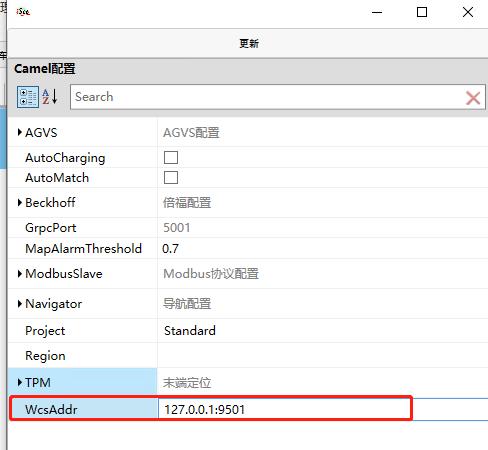 iSee
更新
Camel配置
Search
AGVS AGVS配置
AutoCharging
AutoMatch
Beckhoff 倍福配置
GrpcPort 5001
MapAlarmThreshold 0.7
ModbusSlave Modbus协议配置
Navigator 导航配置
Project Standard
Region
TPM 末端定位
WcsAddr 127.0.0.1:9501